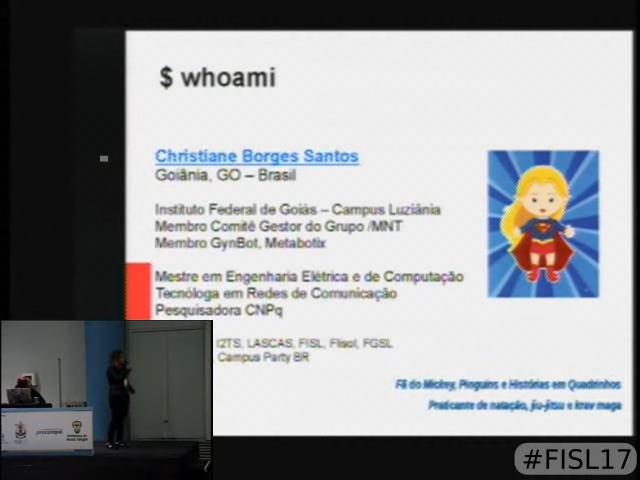 $ whoami
Christiane Borges Santos
Goiânia, GO – Brasil
Instituto Federal de Goiás – Campus Luziânia
Membro Comitê Gestor do Grupo /MNT
Membro GynBot, Metabotix
Mestre em Engenharia Elétrica e de Computação
Tecnóloga em Redes de Comunicação
Pesquisadora CNPq
I2TS, LASCAS, FISL, Flisol, FGSL
Campus Party BR
Fã do Mickey, Pinguins e Histórias em Quadrinhos
Praticante de natação, jiu-jitsu e krav maga
#FISL17